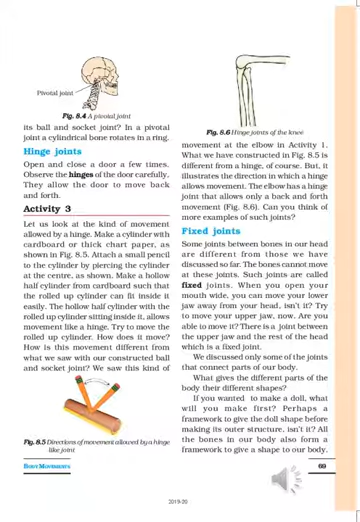 Pivotal joint
Fig. 8.4 A pivotal joint
its ball and socket joint? In a pivotal
joint a cylindrical bone rotates in a ring.
Hinge joints
Open and close a door a few times.
Observe the hinges of the door carefully.
They allow the door to move back
and forth.
Activity 3
Let us look at the kind of movement
allowed by a hinge. Make a cylinder with
cardboard or thick chart paper, as
shown in Fig. 8.5. Attach a small pencil
to the cylinder by piercing the cylinder
at the centre, as shown. Make a hollow
half cylinder from cardboard such that
the rolled up cylinder can fit inside it
easily. The hollow half cylinder with the
rolled up cylinder sitting inside it, allows
movement like a hinge. Try to move the
rolled up cylinder. How does it move?
How is this movement different from
what we saw with our constructed ball
and socket joint? We saw this kind of
Fig. 8.5 Directions of movement allowed by a hinge
like joint
Fig. 8.6 Hinge joints of the knee
movement at the elbow in Activity 1.
What we have constructed in Fig. 8.5 is
different from a hinge, of course. But, it
illustrates the direction in which a hinge
allows movement. The elbow has a hinge
joint that allows only a back and forth
movement (Fig. 8.6). Can you think of
more examples of such joints?
Fixed joints
Some joints between bones in our head
are different from those we have
discussed so far. The bones cannot move
at these joints. Such joints are called
fixed joints. When you open your
mouth wide, you can move your lower
jaw away from your head, isn't it? Try
to move your upper jaw, now. Are you
able to move it? There is a joint between
the upper jaw and the rest of the head
which is a fixed joint.
We discussed only some of the joints
that connect parts of our body.
What gives the different parts of the
body their different shapes?
If you wanted to make a doll, what
will you make first? Perhaps a
framework to give the doll shape before
making its outer structure, isn't it? All
the bones in our body also form a
framework to give a shape to our body.
BODY MOVEMENTS
69
2019-20